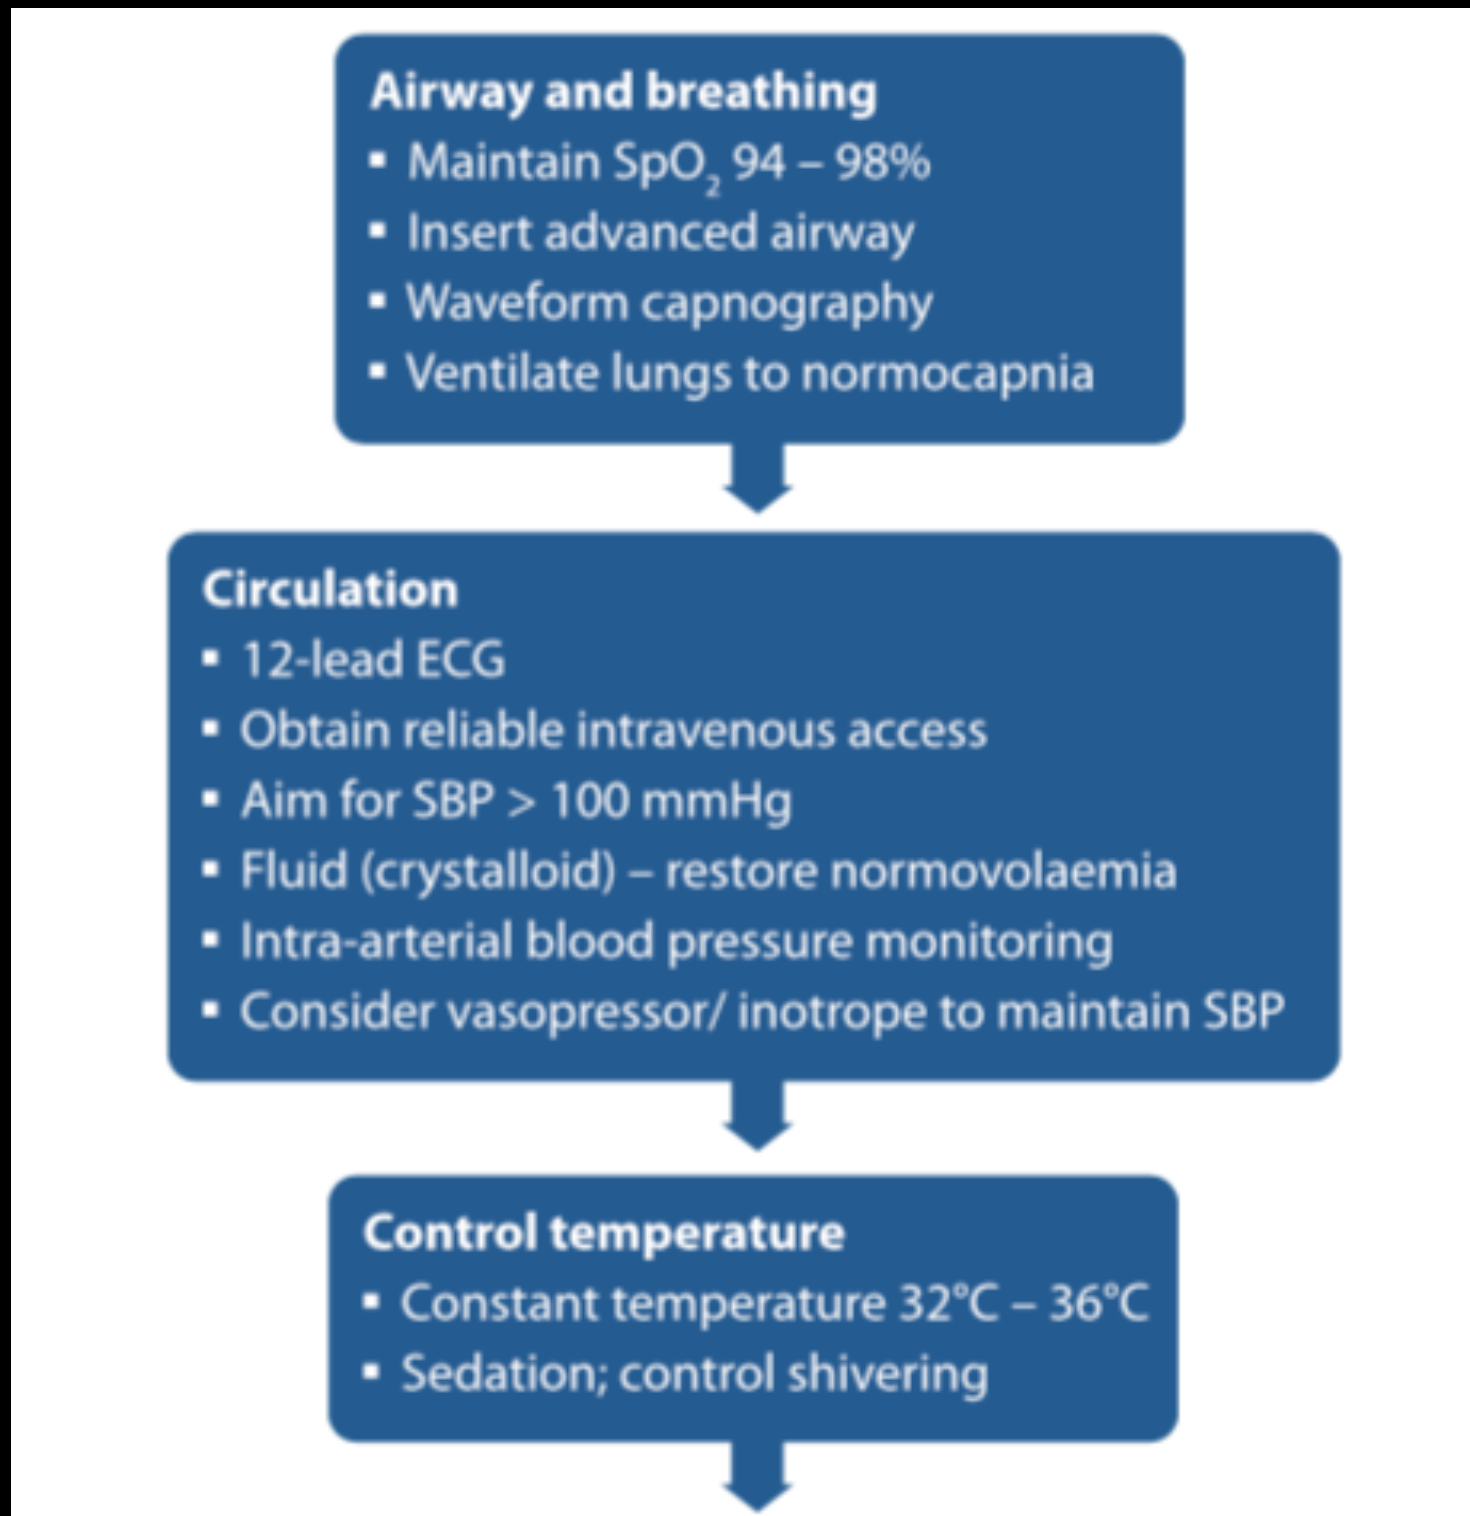 Airway and breathing
▪ Maintain SpO₂ 94 – 98%
▪ Insert advanced airway
▪ Waveform capnography
▪ Ventilate lungs to normocapnia
Circulation
▪ 12-lead ECG
▪ Obtain reliable intravenous access
▪ Aim for SBP > 100 mmHg
▪ Fluid (crystalloid) – restore normovolaemia
▪ Intra-arterial blood pressure monitoring
▪ Consider vasopressor/ inotrope to maintain SBP
Control temperature
▪ Constant temperature 32°C – 36°C
▪ Sedation; control shivering